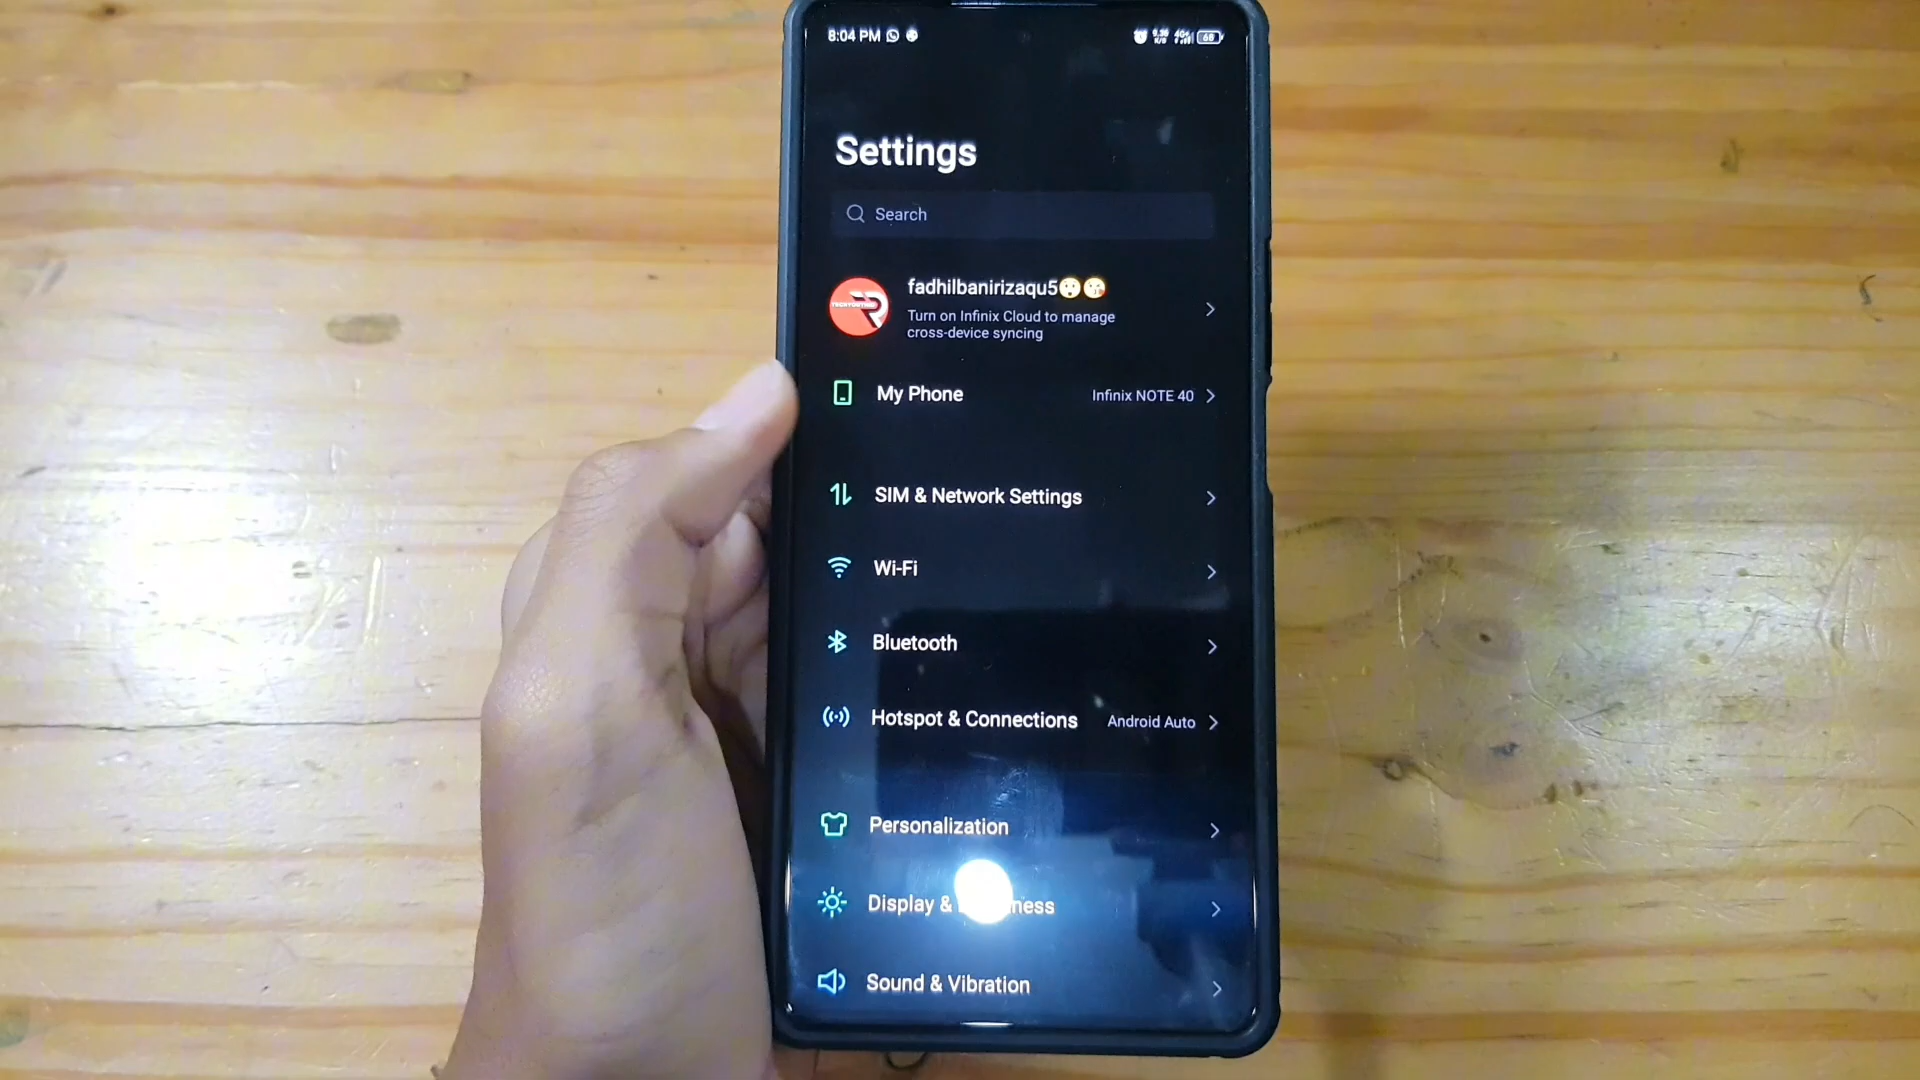 8:04 PM
68
Settings
Search
fadhilbanirizaqu5😮😘
Turn on Infinix Cloud to manage
cross-device syncing
My Phone
Infinix NOTE 40
SIM & Network Settings
Wi-Fi
Bluetooth
Hotspot & Connections
Android Auto
Personalization
Display &
Sound & Vibration